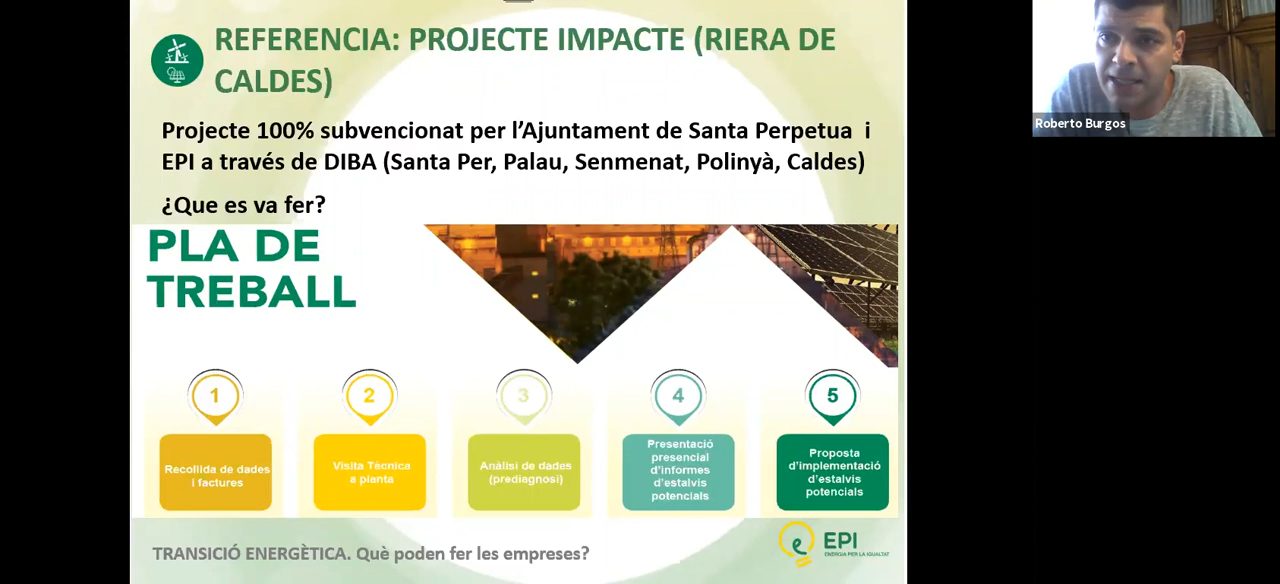 REFERENCIA: PROJECTE IMPACTE (RIERA DE
CALDES)
Roberto Burgos
Projecte 100% subvencionat per l'Ajuntament de Santa Perpetua i
EPI a través de DIBA (Santa Per, Palau, Senmenat, Polinyà, Caldes)
¿Que es va fer?
PLA DE
TREBALL
1
Recollida de dades
i factures
2
Visita Tècnica
a planta
3
Anàlisi de dades
(prediagnosi)
4
Presentació
presencial
d'informes
d'estalvis
potencials
5
Proposta
d'implementació
d'estalvis
potencials
TRANSICIÓ ENERGÈTICA. Què poden fer les empreses?
e
EPI
ENERGIA PER LA IGUALTAT